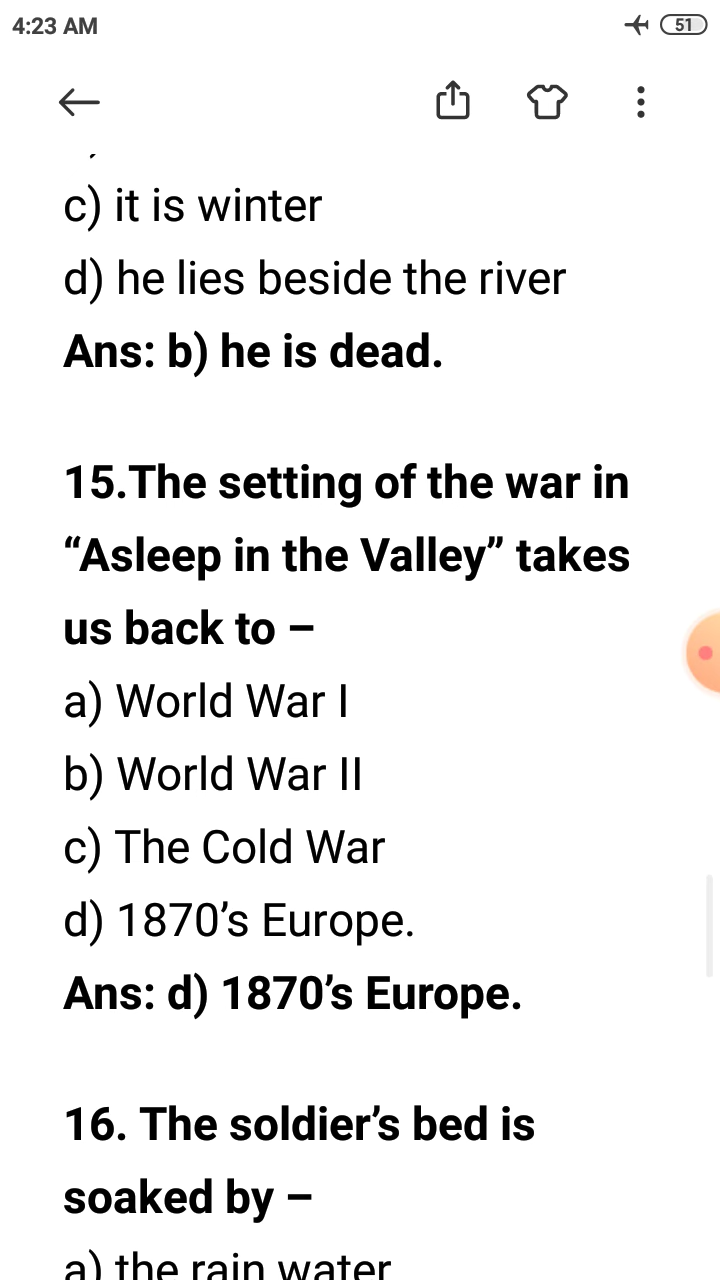 4:23 AM
51
c) it is winter
d) he lies beside the river
Ans: b) he is dead.
15.The setting of the war in
“Asleep in the Valley” takes
us back to –
a) World War I
b) World War II
c) The Cold War
d) 1870’s Europe.
Ans: d) 1870’s Europe.
16. The soldier’s bed is
soaked by –
a) the rain water